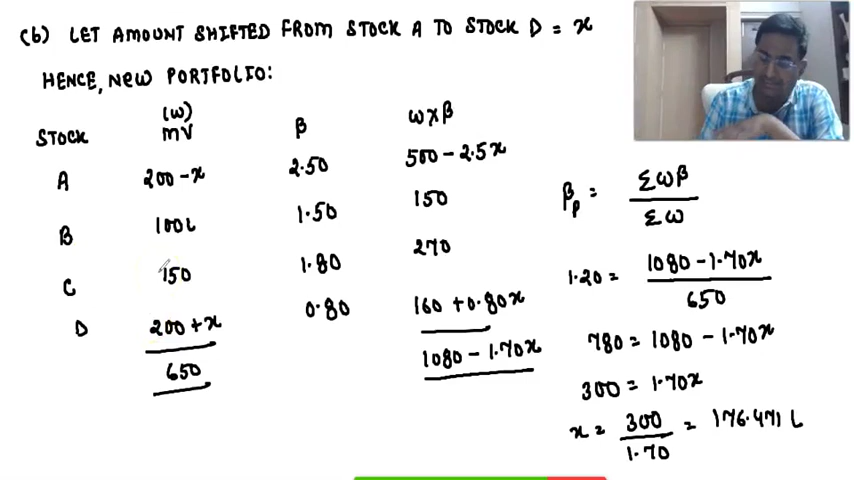 (b) LET AMOUNT SHIFTED FROM STOCK A TO STOCK D = x
HENCE, NEW PORTFOLIO:
STOCK (W) MV β W×β
A 200-x 2.50 500-2.5x
B 100L 1.50 150
C 150 1.80 270
D 200+x 0.80 160+0.80x
650 1080-1.70x
βp = ΣWβ / ΣW
1.20 = 1080-1.70x / 650
780 = 1080-1.70x
300 = 1.70x
x = 300 / 1.70 = 176.471 L